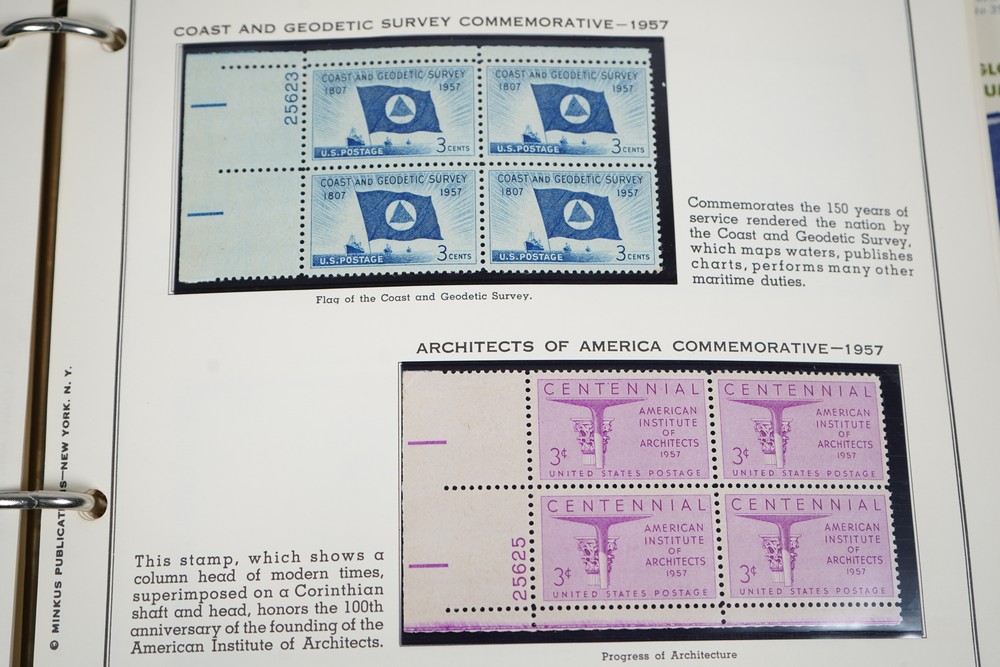 COAST AND GEODETIC SURVEY COMMEMORATIVE—1957
25623
COAST AND GEODETIC SURVEY
1807 1957
U.S. POSTAGE 3 CENTS
COAST AND GEODETIC SURVEY
1807 1957
U.S. POSTAGE 3 CENTS
COAST AND GEODETIC SURVEY
1807 1957
U.S. POSTAGE 3 CENTS
COAST AND GEODETIC SURVEY
1807 1957
U.S. POSTAGE 3 CENTS
Flag of the Coast and Geodetic Survey.
Commemorates the 150 years of
service rendered the nation by
the Coast and Geodetic Survey,
which maps waters, publishes
charts, performs many other
maritime duties.
ARCHITECTS OF AMERICA COMMEMORATIVE—1957
CENTENNIAL
AMERICAN
INSTITUTE
OF
ARCHITECTS
1957
3¢
UNITED STATES POSTAGE
CENTENNIAL
AMERICAN
INSTITUTE
OF
ARCHITECTS
1957
3¢
UNITED STATES POSTAGE
25625
CENTENNIAL
AMERICAN
INSTITUTE
OF
ARCHITECTS
1957
3¢
UNITED STATES POSTAGE
CENTENNIAL
AMERICAN
INSTITUTE
OF
ARCHITECTS
1957
3¢
UNITED STATES POSTAGE
Progress of Architecture
This stamp, which shows a
column head of modern times,
superimposed on a Corinthian
shaft and head, honors the 100th
anniversary of the founding of the
American Institute of Architects.
© MINKUS PUBLICATIONS—NEW YORK. N. Y.